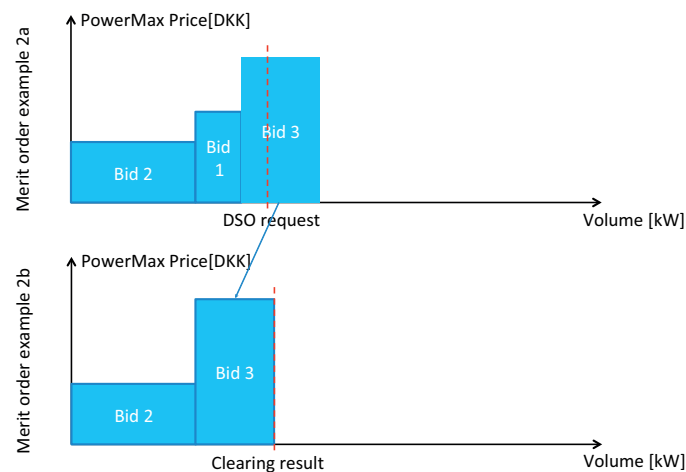 PowerMax Price[DKK]
Merit order example 2a
Bid 2
Bid
1
Bid 3
DSO request
Volume [kW]
PowerMax Price[DKK]
Merit order example 2b
Bid 2
Bid 3
Clearing result
Volume [kW]